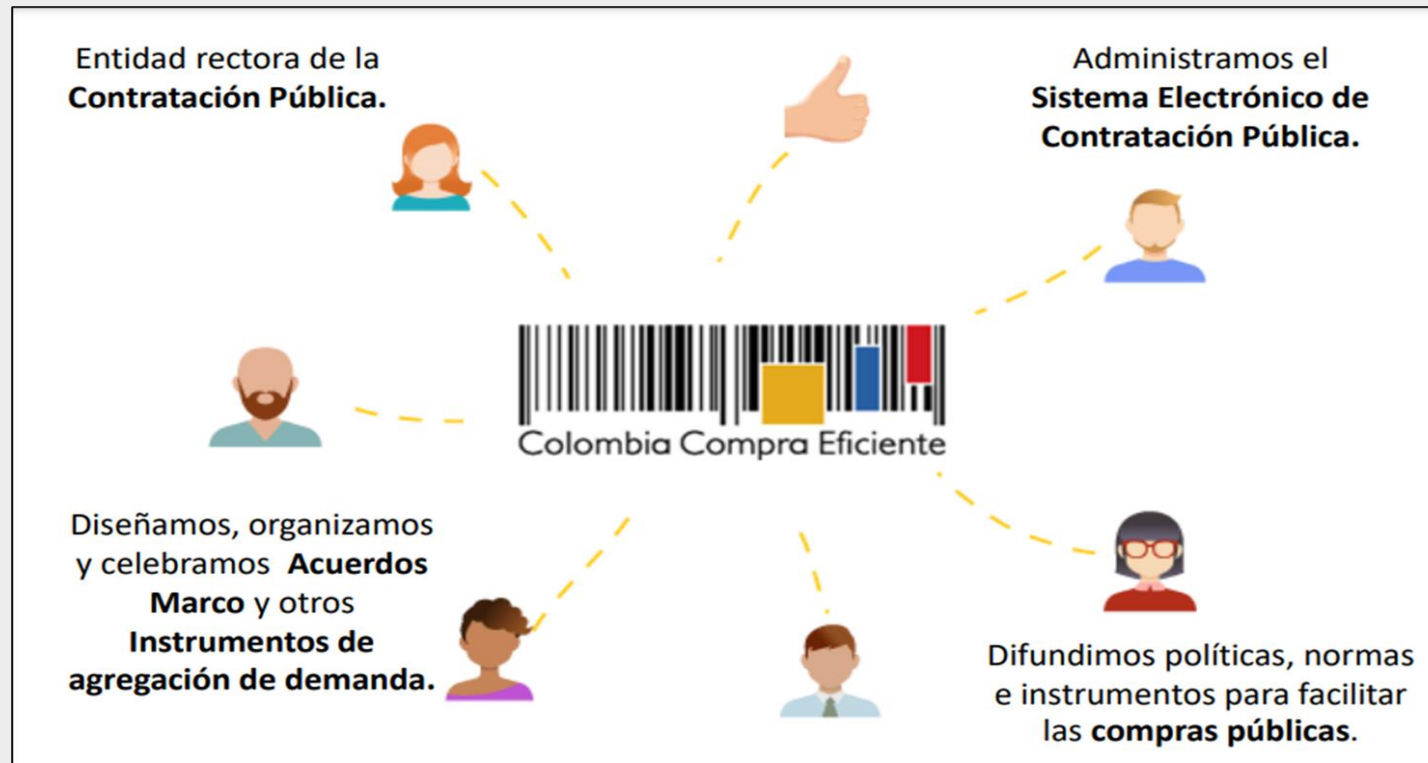 Entidad rectora de la
Contratación Pública.
Administramos el
Sistema Electrónico de
Contratación Pública.
Colombia Compra Eficiente
Diseñamos, organizamos
y celebramos Acuerdos
Marco y otros
Instrumentos de
agregación de demanda.
Difundimos políticas, normas
e instrumentos para facilitar
las compras públicas.